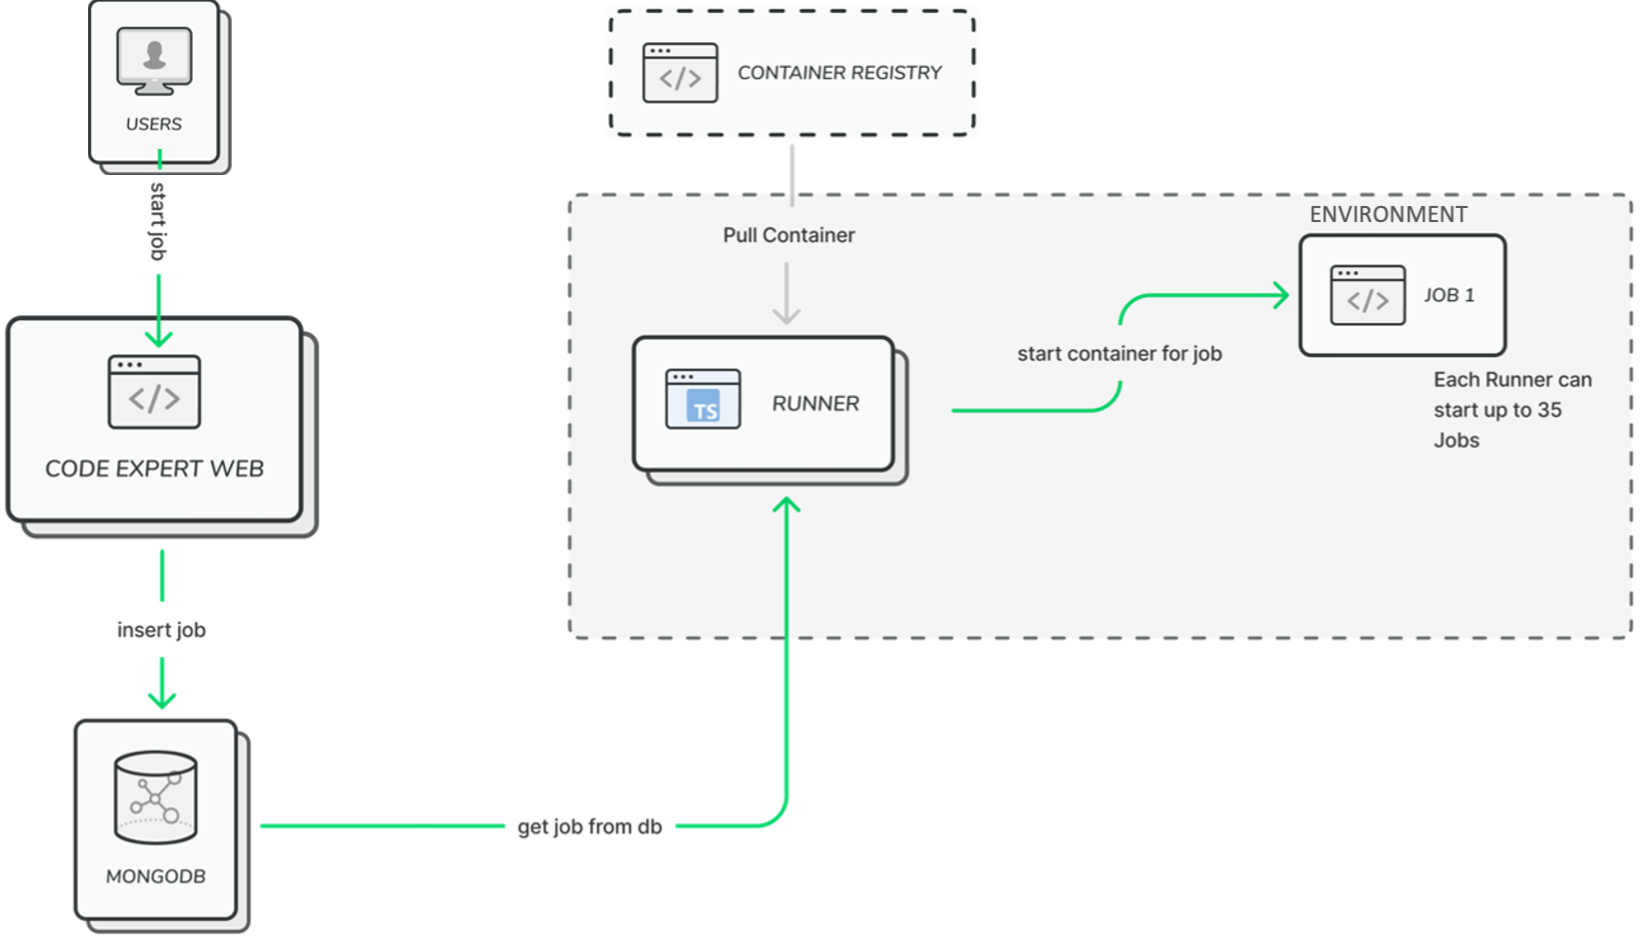 USERS
start job
</>
CODE EXPERT WEB
insert job
MONGODB
get job from db
</>
CONTAINER REGISTRY
Pull Container
TS
RUNNER
start container for job
ENVIRONMENT
</>
JOB 1
Each Runner can
start up to 35
Jobs